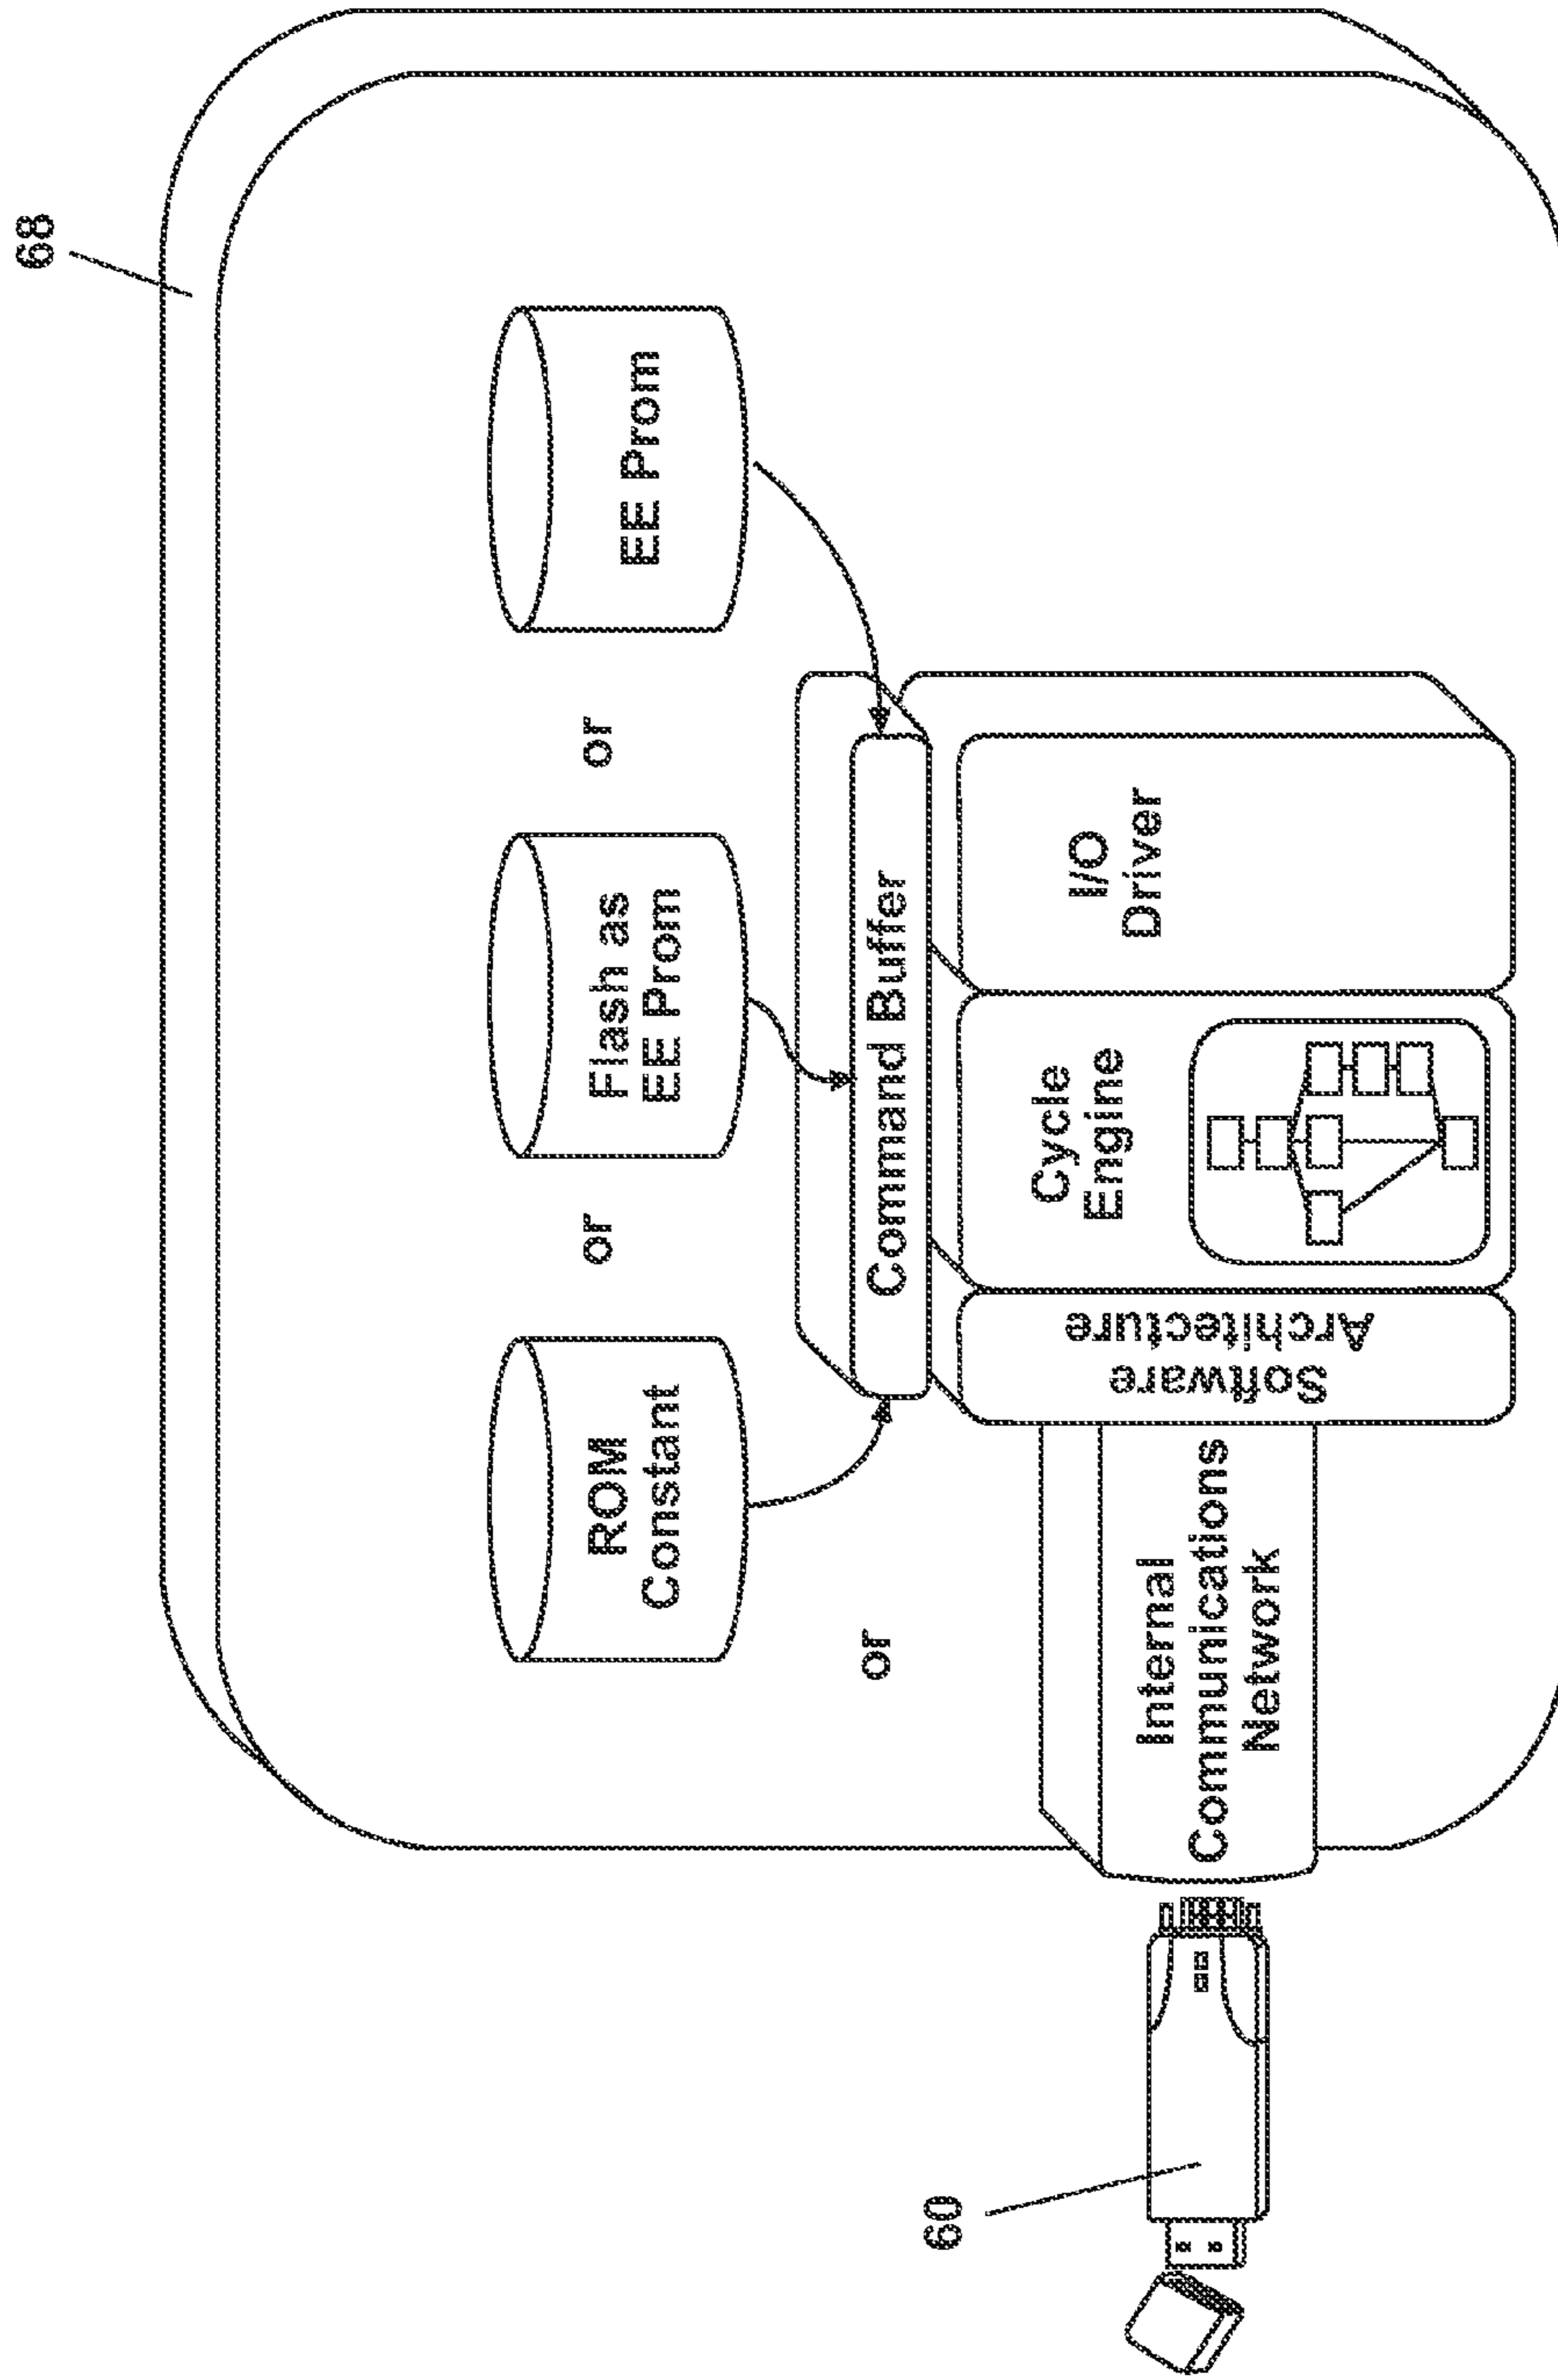 68
ROM
Constant
or
Flash as
EE Prom
or
EE Prom
or
Command Buffer
Internal
Communications
Network
Software
Architecture
Cycle
Engine
I/O
Driver
60